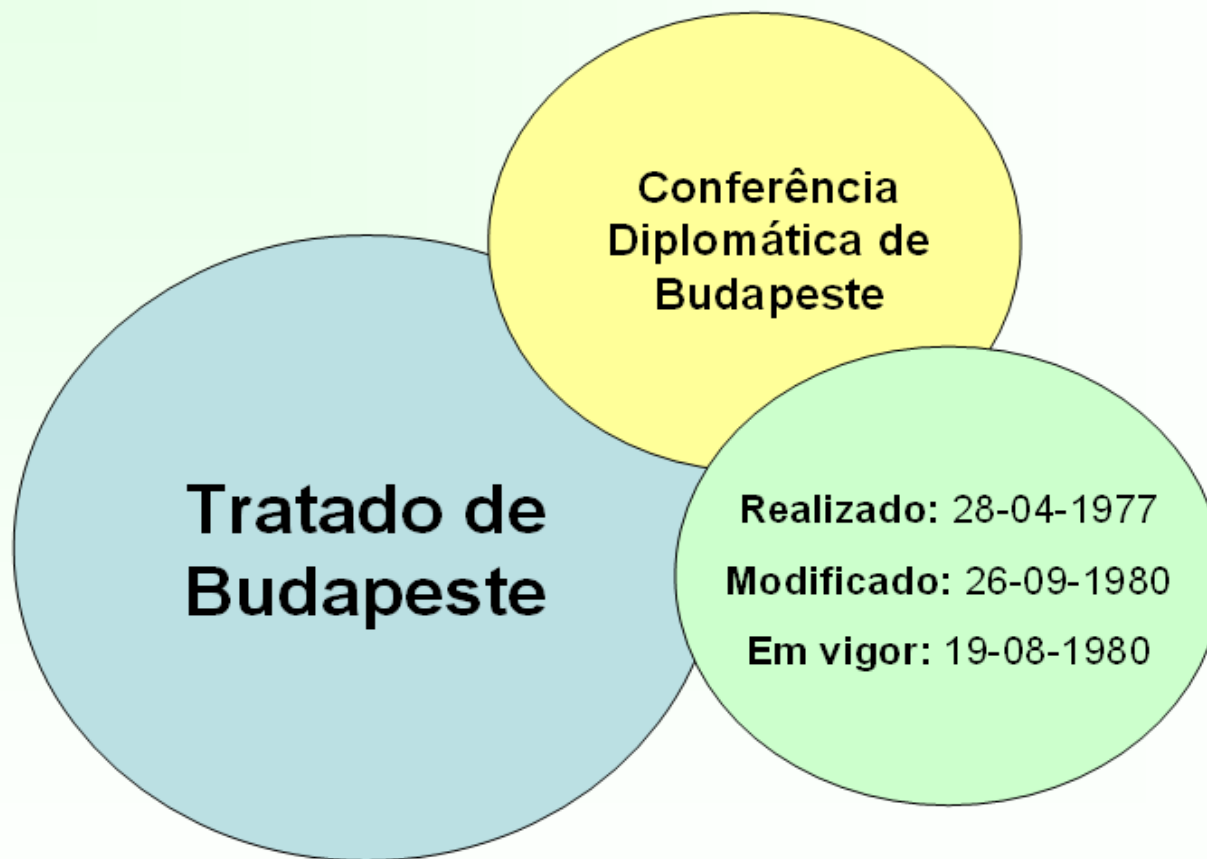 Conferência
Diplomática de
Budapeste
Tratado de
Budapeste
Realizado: 28-04-1977
Modificado: 26-09-1980
Em vigor: 19-08-1980